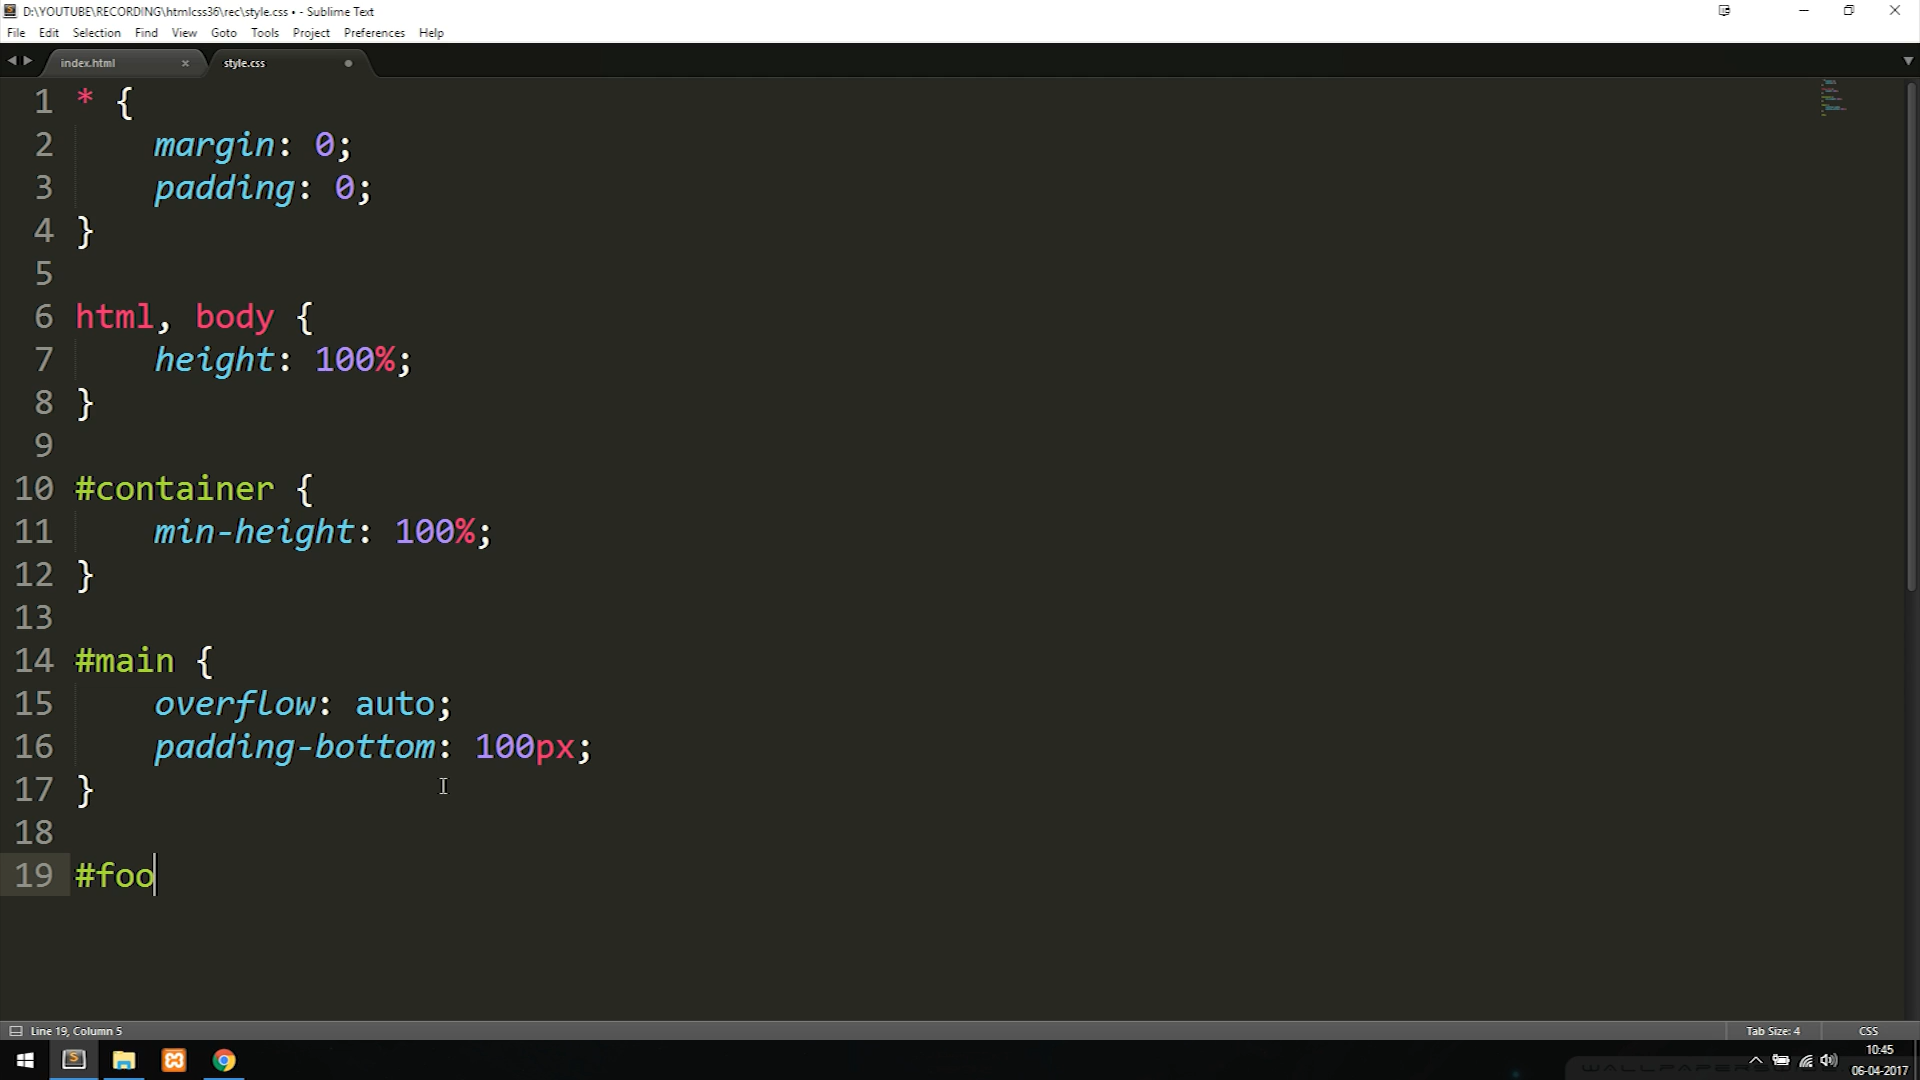 D:\YOUTUBE\RECORDING\htmlcss36\rec\style.css • - Sublime Text
File Edit Selection Find View Goto Tools Project Preferences Help
index.html × style.css
1 * {
2 margin: 0;
3 padding: 0;
4 }
5
6 html, body {
7 height: 100%;
8 }
9
10 #container {
11 min-height: 100%;
12 }
13
14 #main {
15 overflow: auto;
16 padding-bottom: 100px;
17 }
18
19 #foo
Line 19, Column 5 Tab Size: 4 CSS
10:45
06-04-2017